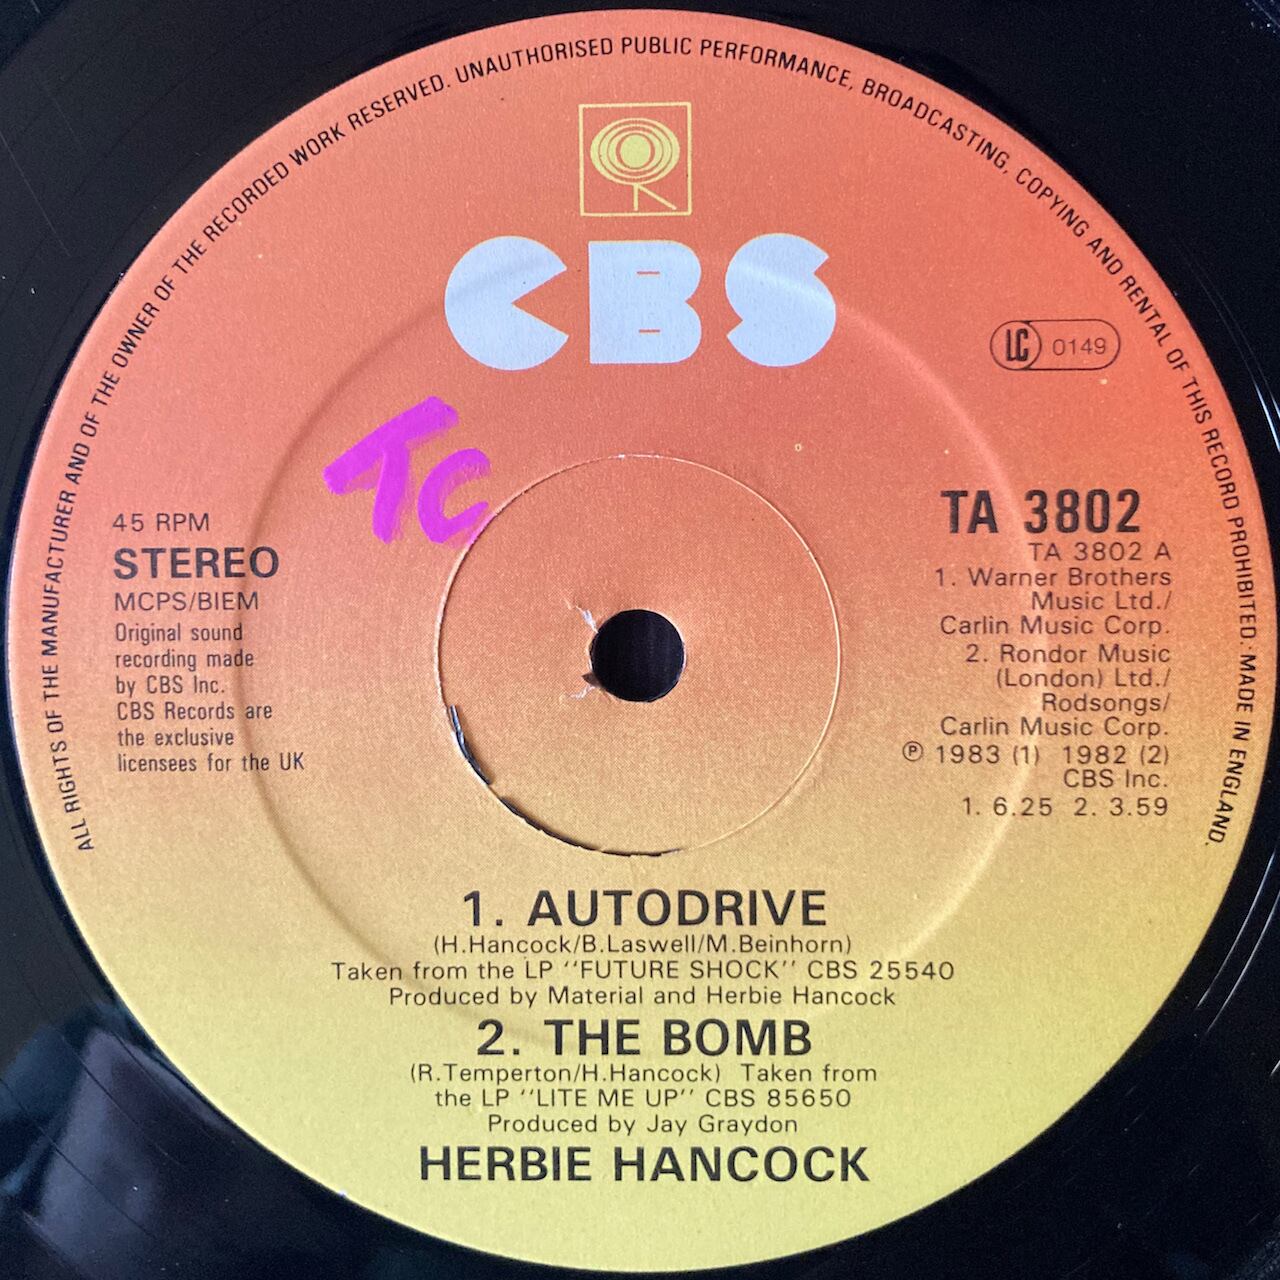 ALL RIGHTS OF THE MANUFACTURER AND OF THE OWNER OF THE RECORDED WORK RESERVED. UNAUTHORISED PUBLIC PERFORMANCE, BROADCASTING, COPYING AND RENTAL OF THIS RECORD PROHIBITED. MADE IN ENGLAND.
CBS
LC 0149
TC
45 RPM
STEREO
MCPS/BIEM
Original sound
recording made
by CBS Inc.
CBS Records are
the exclusive
licensees for the UK
TA 3802
TA 3802 A
1. Warner Brothers
Music Ltd./
Carlin Music Corp.
2. Rondor Music
(London) Ltd./
Rodsongs/
Carlin Music Corp.
℗ 1983 (1) 1982 (2)
CBS Inc.
1. 6.25 2. 3.59
1. AUTODRIVE
(H.Hancock/B.Laswell/M.Beinhorn)
Taken from the LP ‘‘FUTURE SHOCK’’ CBS 25540
Produced by Material and Herbie Hancock
2. THE BOMB
(R.Temperton/H.Hancock) Taken from
the LP ‘‘LITE ME UP’’ CBS 85650
Produced by Jay Graydon
HERBIE HANCOCK